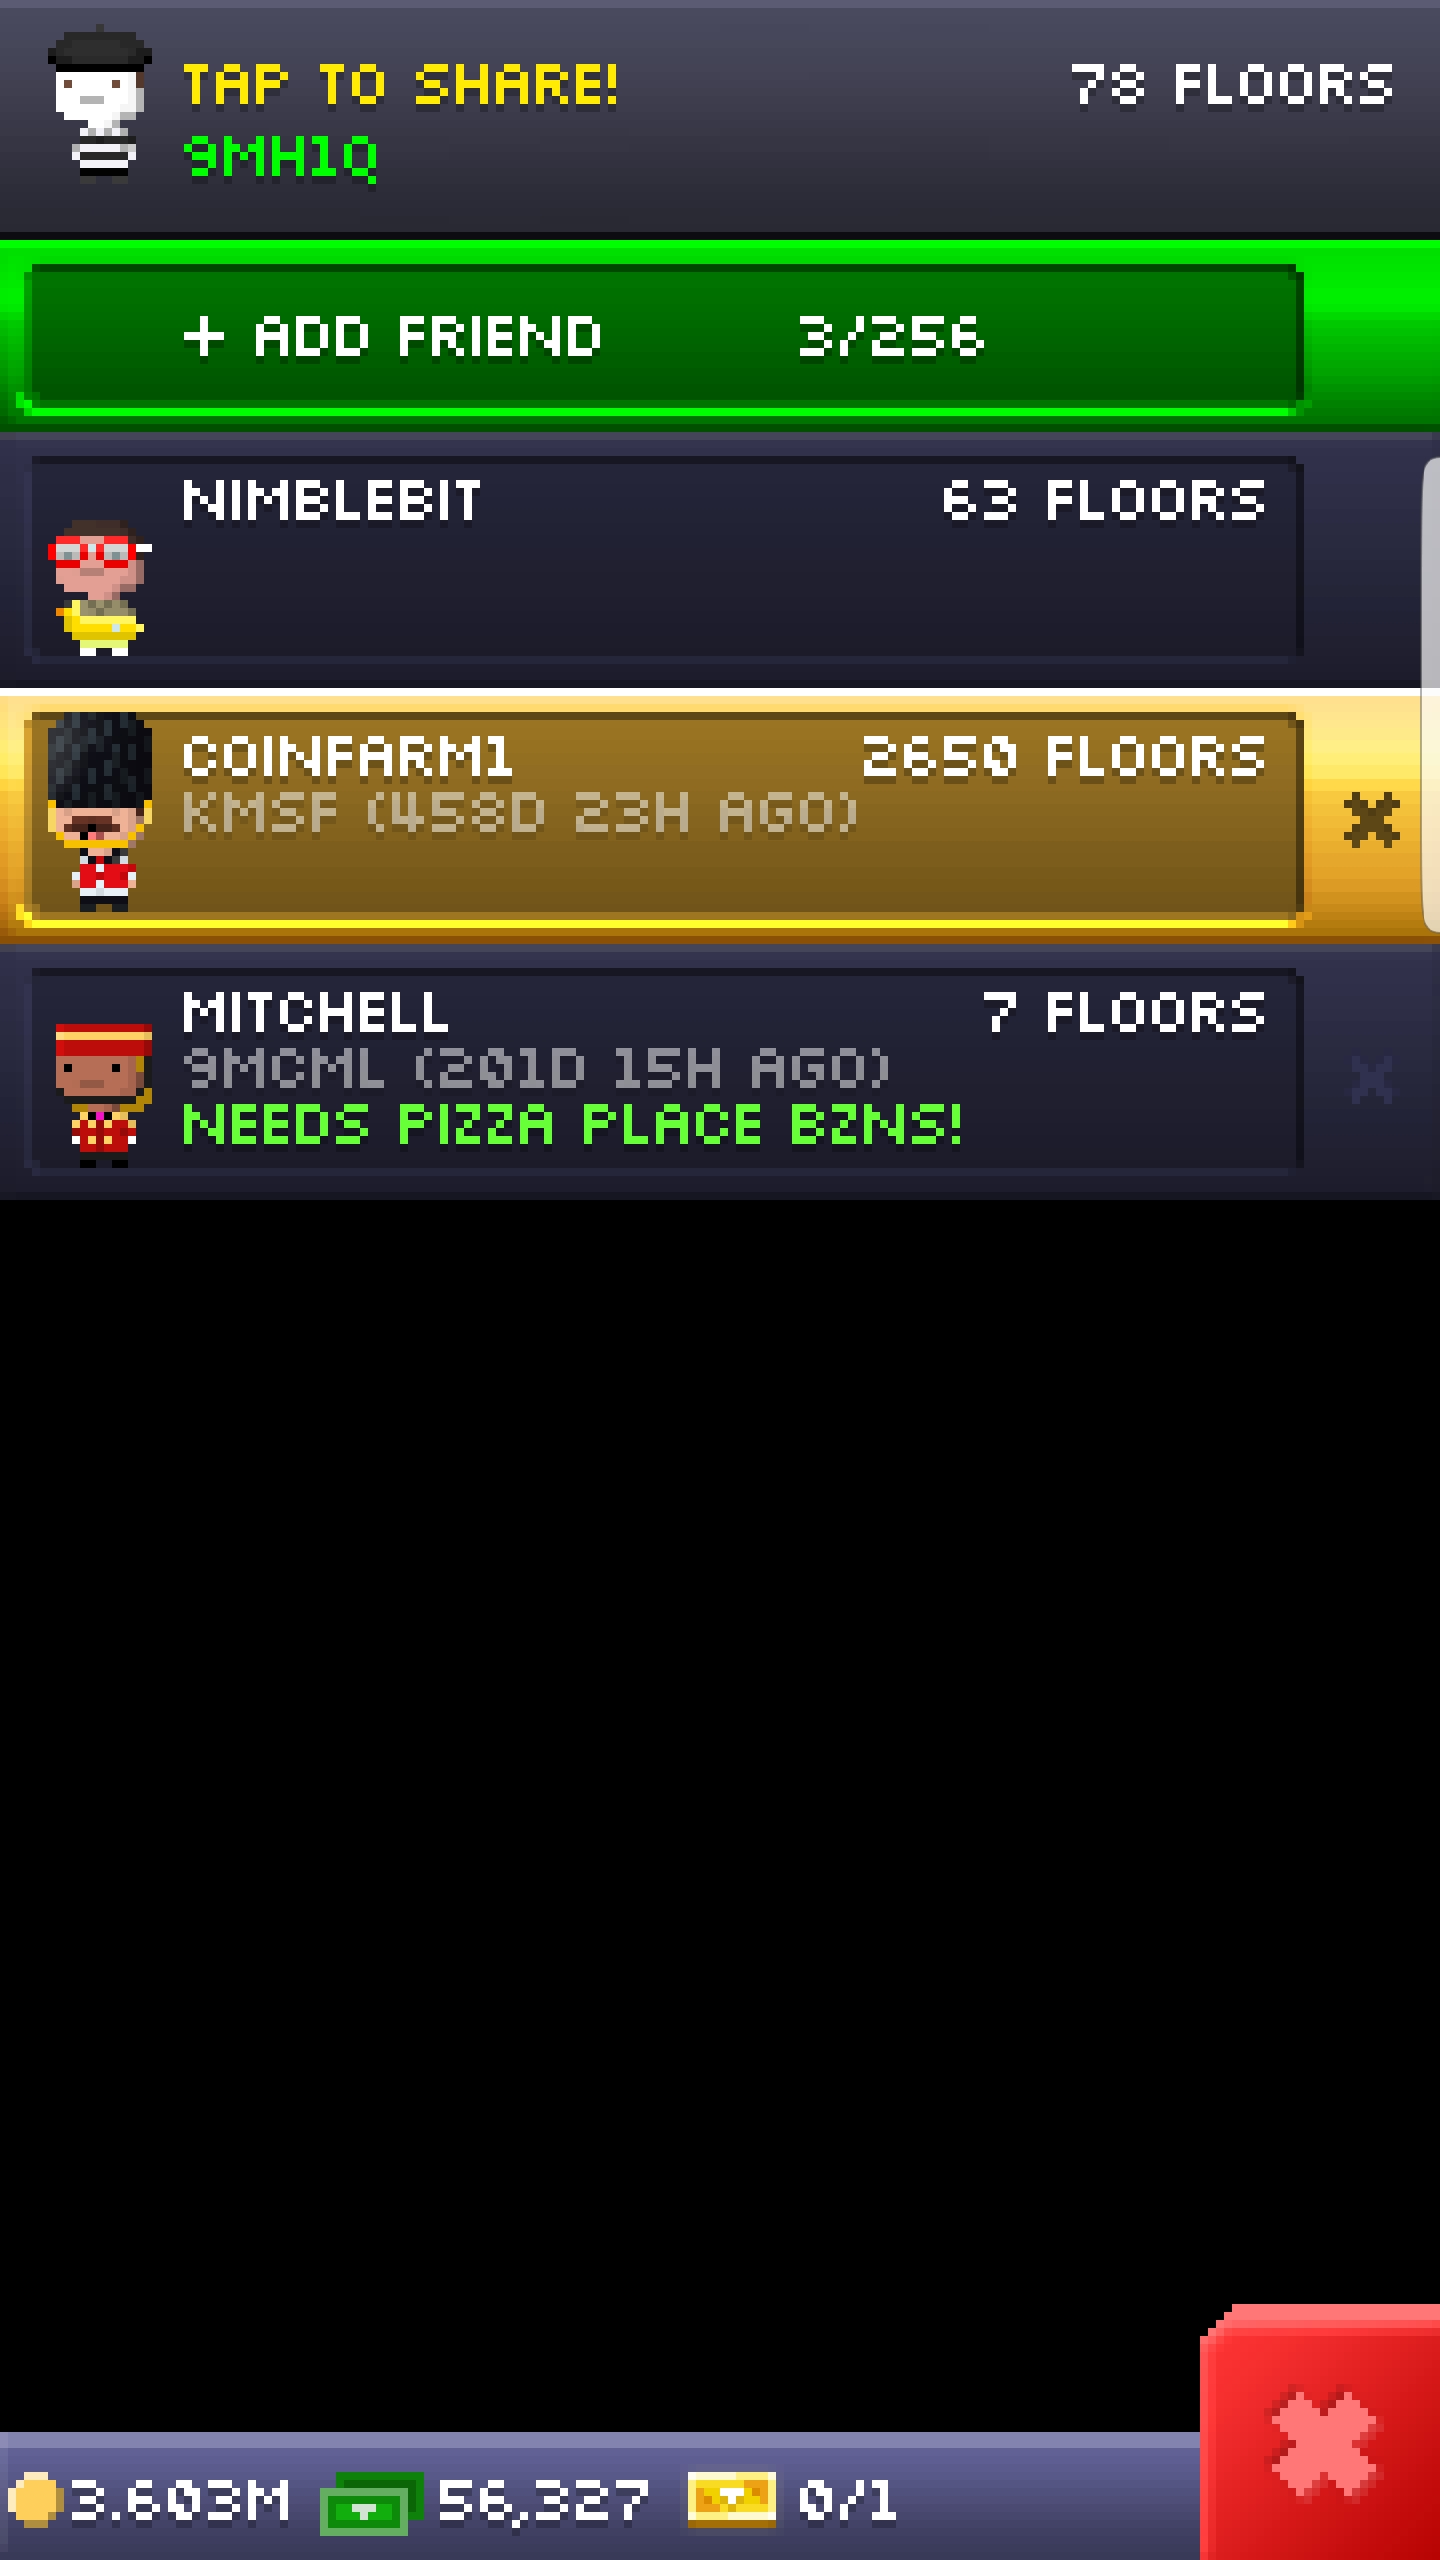 TAP TO SHARE!
78 FLOORS
9MH1Q
+ ADD FRIEND 3/256
NIMBLEBIT 63 FLOORS
COINFARM1 2650 FLOORS
KMSF (458D 23H AGO)
MITCHELL 7 FLOORS
9MCML (201D 15H AGO)
NEEDS PIZZA PLACE BZNS!
3.603M 56,327 0/1